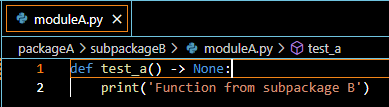 moduleA.py ×
packageA > subpackageB > moduleA.py > test_a
1 def test_a() -> None:
2 print('Function from subpackage B')